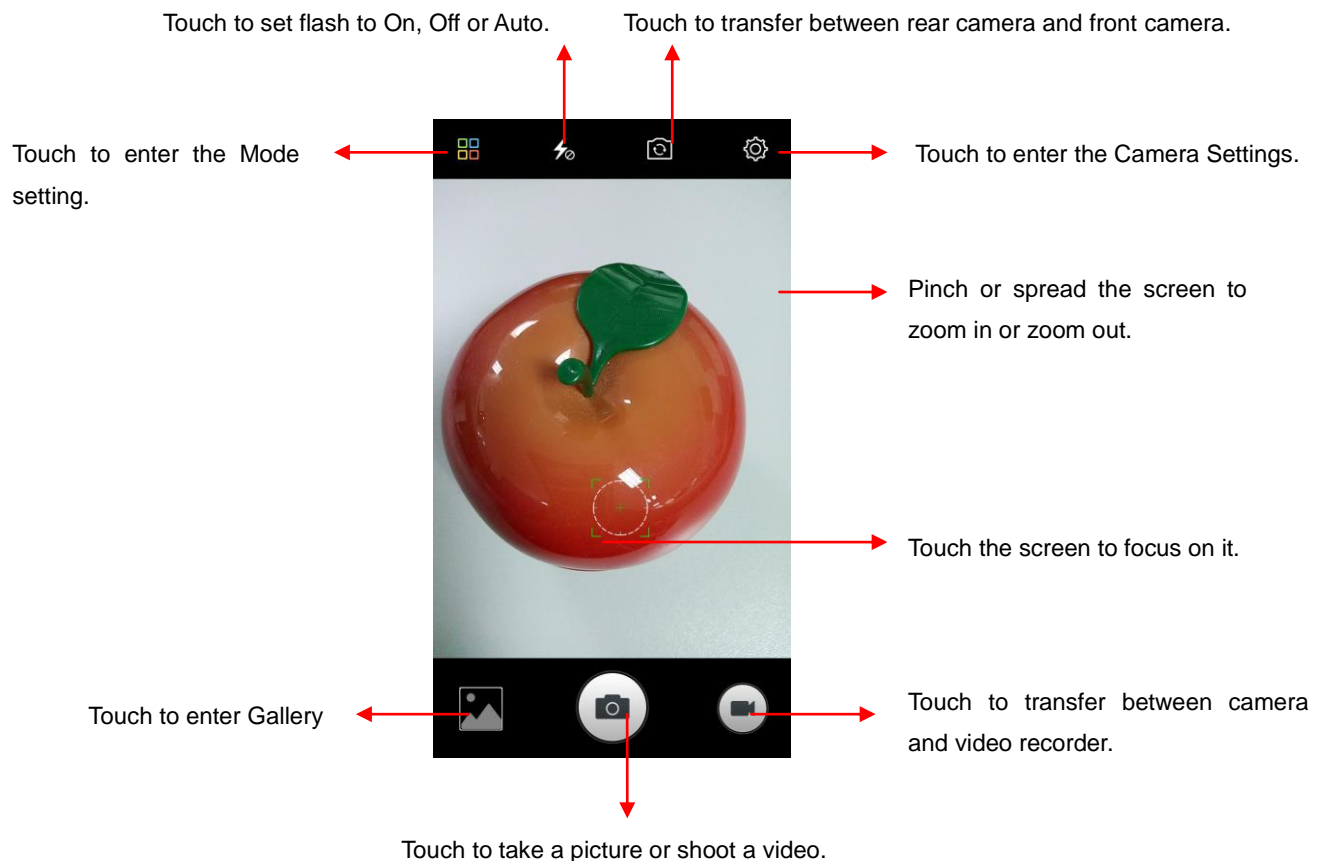 Touch to set flash to On, Off or Auto.
Touch to transfer between rear camera and front camera.
Touch to enter the Mode
setting.
Touch to enter the Camera Settings.
Pinch or spread the screen to
zoom in or zoom out.
Touch the screen to focus on it.
Touch to enter Gallery
Touch to transfer between camera
and video recorder.
Touch to take a picture or shoot a video.